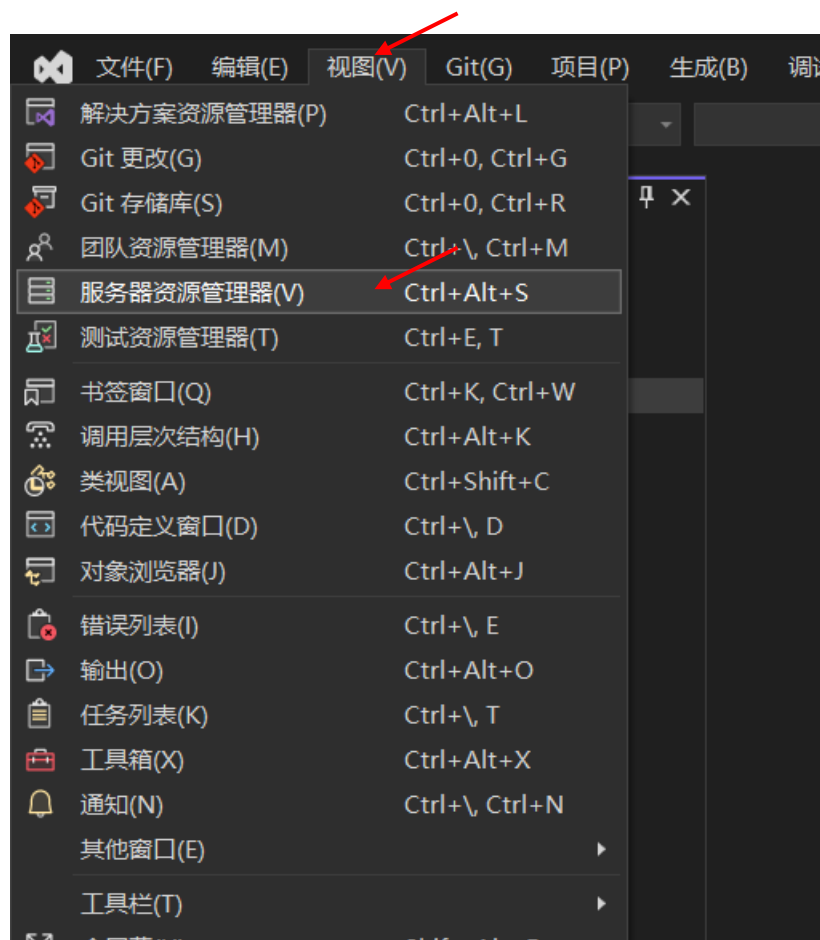 文件(F) 编辑(E) 视图(V) Git(G) 项目(P) 生成(B)
解决方案资源管理器(P) Ctrl+Alt+L
Git 更改(G) Ctrl+0, Ctrl+G
Git 存储库(S) Ctrl+0, Ctrl+R
团队资源管理器(M) Ctrl+\, Ctrl+M
服务器资源管理器(V) Ctrl+Alt+S
测试资源管理器(T) Ctrl+E, T
书签窗口(Q) Ctrl+K, Ctrl+W
调用层次结构(H) Ctrl+Alt+K
类视图(A) Ctrl+Shift+C
代码定义窗口(D) Ctrl+\, D
对象浏览器(J) Ctrl+Alt+J
错误列表(I) Ctrl+\, E
输出(O) Ctrl+Alt+O
任务列表(K) Ctrl+\, T
工具箱(X) Ctrl+Alt+X
通知(N) Ctrl+\, Ctrl+N
其他窗口(E)
工具栏(T)